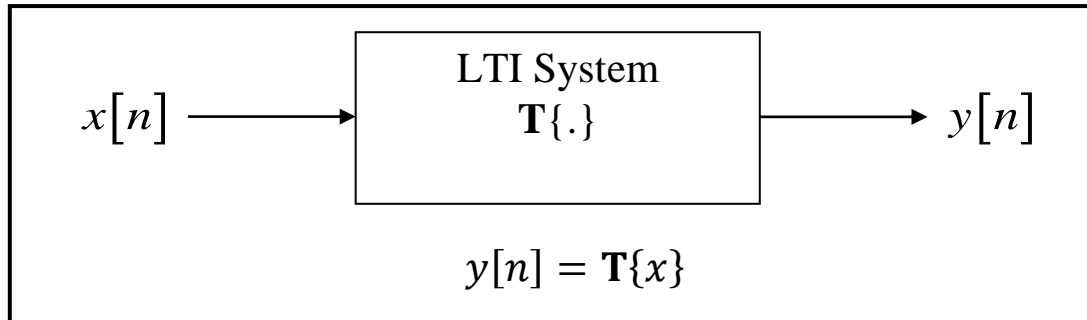 LTI System
x[n]
T{.}
y[n]
y[n] = T{x}